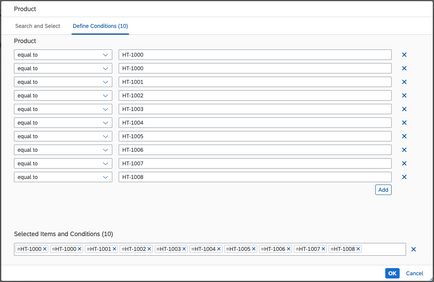 Product
Search and Select Define Conditions (10)
Product
equal to HT-1000
equal to HT-1000
equal to HT-1001
equal to HT-1002
equal to HT-1003
equal to HT-1004
equal to HT-1005
equal to HT-1006
equal to HT-1007
equal to HT-1008
Add
Selected Items and Conditions (10)
=HT-1000 =HT-1000 =HT-1001 =HT-1002 =HT-1003 =HT-1004 =HT-1005 =HT-1006 =HT-1007 =HT-1008
OK Cancel